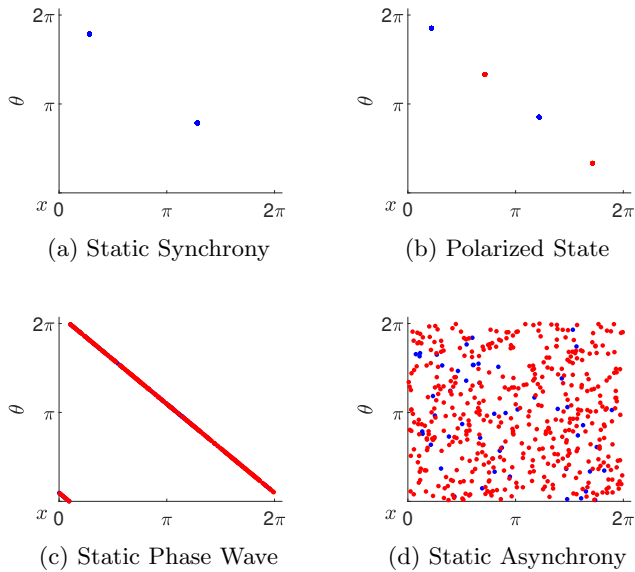 2π
2π
θ
π
θ
π
x
0
π
2π
x
0
π
2π
(a) Static Synchrony
(b) Polarized State
2π
2π
θ
π
θ
π
x
0
π
2π
x
0
π
2π
(c) Static Phase Wave
(d) Static Asynchrony